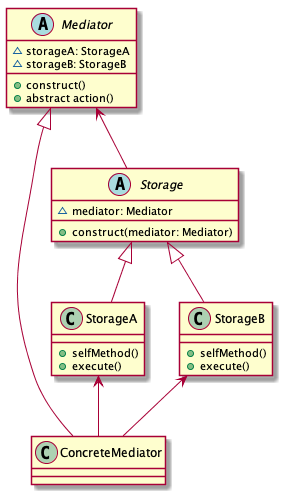 A Mediator
~ storageA: StorageA
~ storageB: StorageB
construct()
abstract action()
A Storage
~ mediator: Mediator
construct(mediator: Mediator)
C StorageA
selfMethod()
execute()
C StorageB
selfMethod()
execute()
C ConcreteMediator